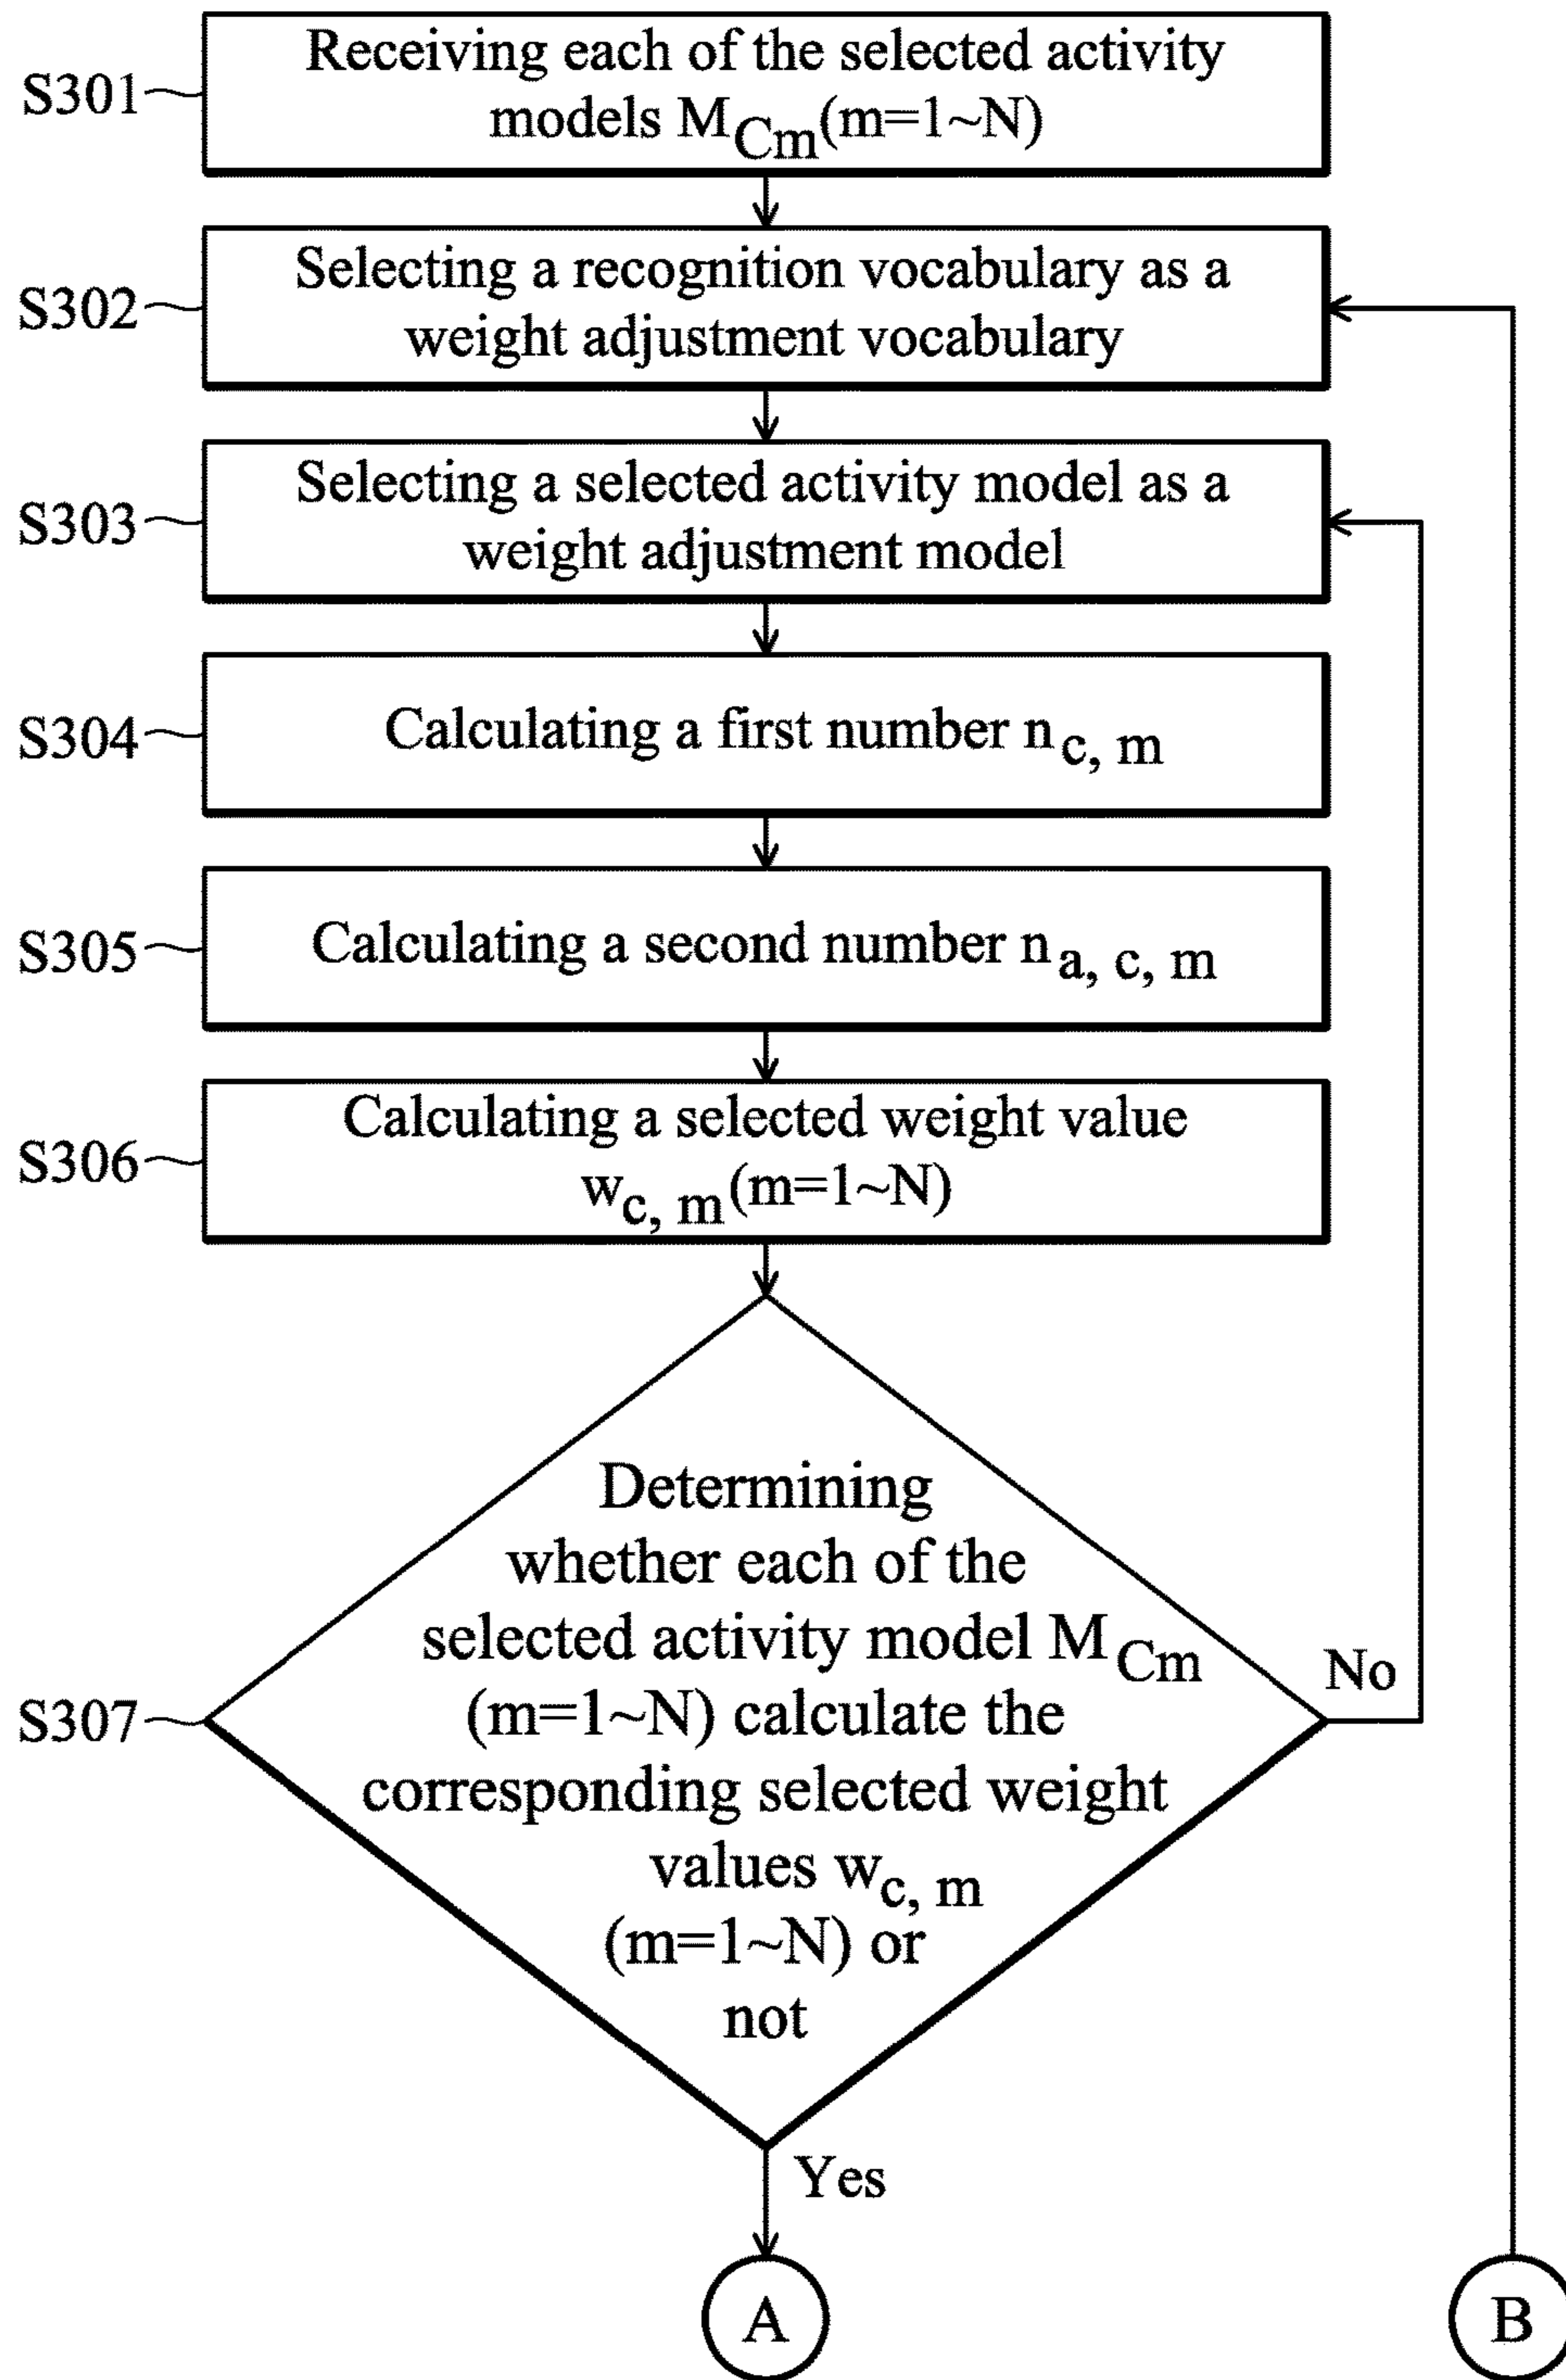 S301
Receiving each of the selected activity
models M_Cm(m=1~N)
S302
Selecting a recognition vocabulary as a
weight adjustment vocabulary
S303
Selecting a selected activity model as a
weight adjustment model
S304
Calculating a first number n_c, m
S305
Calculating a second number n_a, c, m
S306
Calculating a selected weight value
w_c, m(m=1~N)
S307
Determining
whether each of the
selected activity model M_Cm
(m=1~N) calculate the
corresponding selected weight
values w_c, m
(m=1~N) or
not
No
Yes
A
B